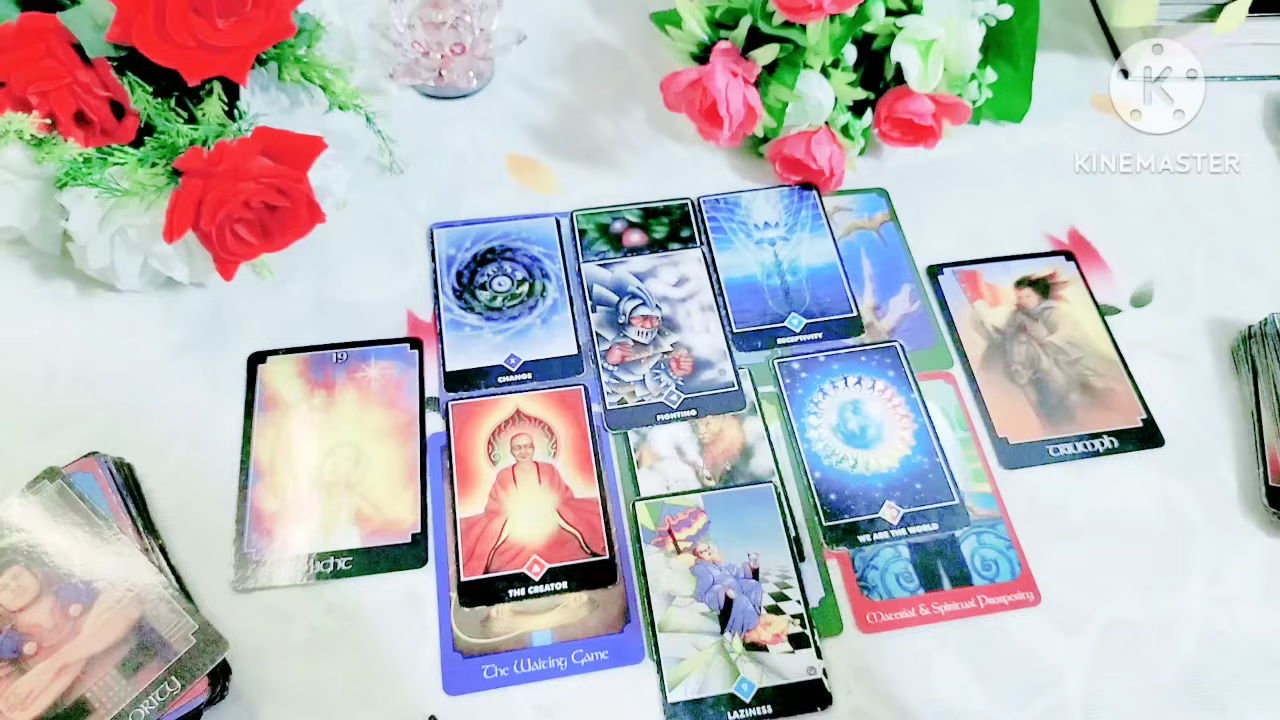 K
KINEMASTER
19
CHANGE
FIGHTING
RECEPTIVITY
TRIUMPH
THE CREATOR
WE ARE THE WORLD
Material & Spiritual Prosperity
The Waiting Game
LAZINESS